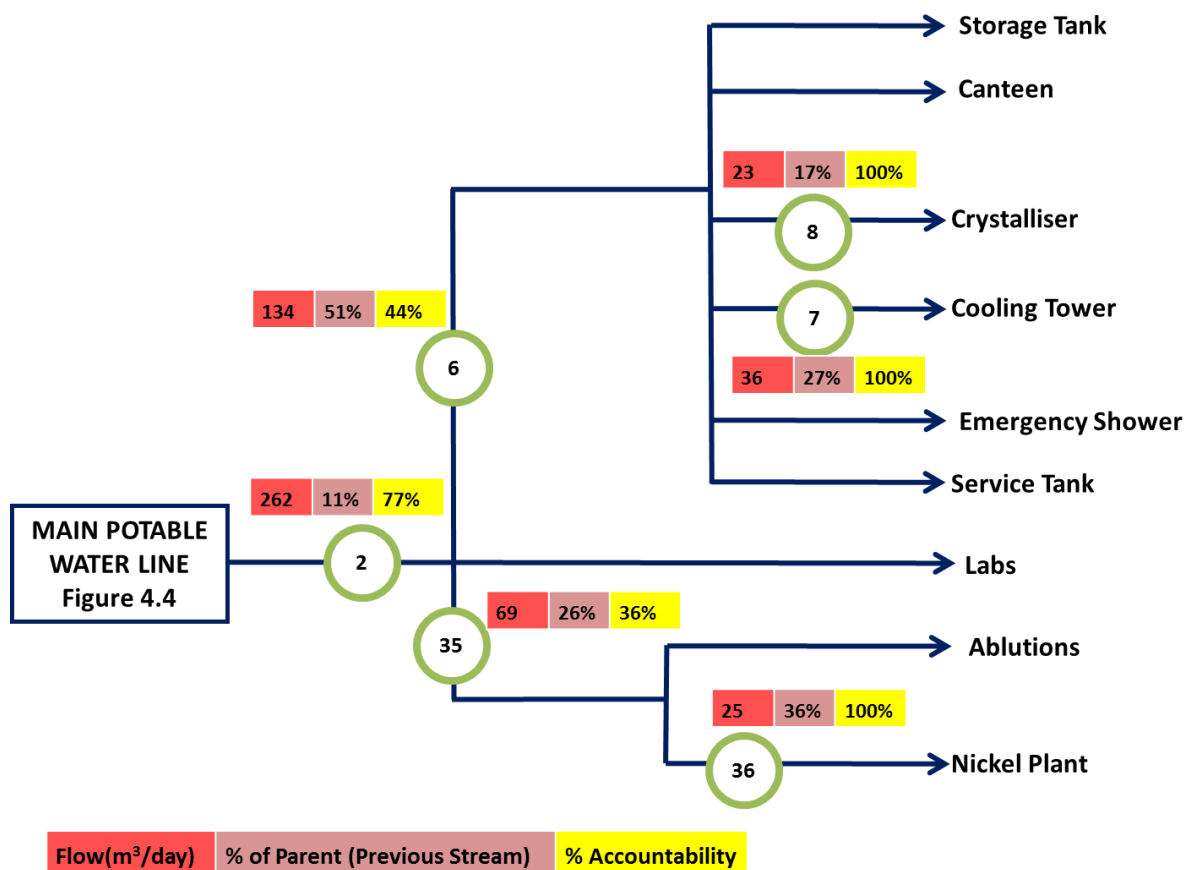 Storage Tank
Canteen
23 17% 100%
8
Crystalliser
134 51% 44%
7
Cooling Tower
6
36 27% 100%
Emergency Shower
262 11% 77%
Service Tank
MAIN POTABLE
WATER LINE
Figure 4.4
2
Labs
69 26% 36%
35
Ablutions
25 36% 100%
36
Nickel Plant
Flow(m³/day) % of Parent (Previous Stream) % Accountability